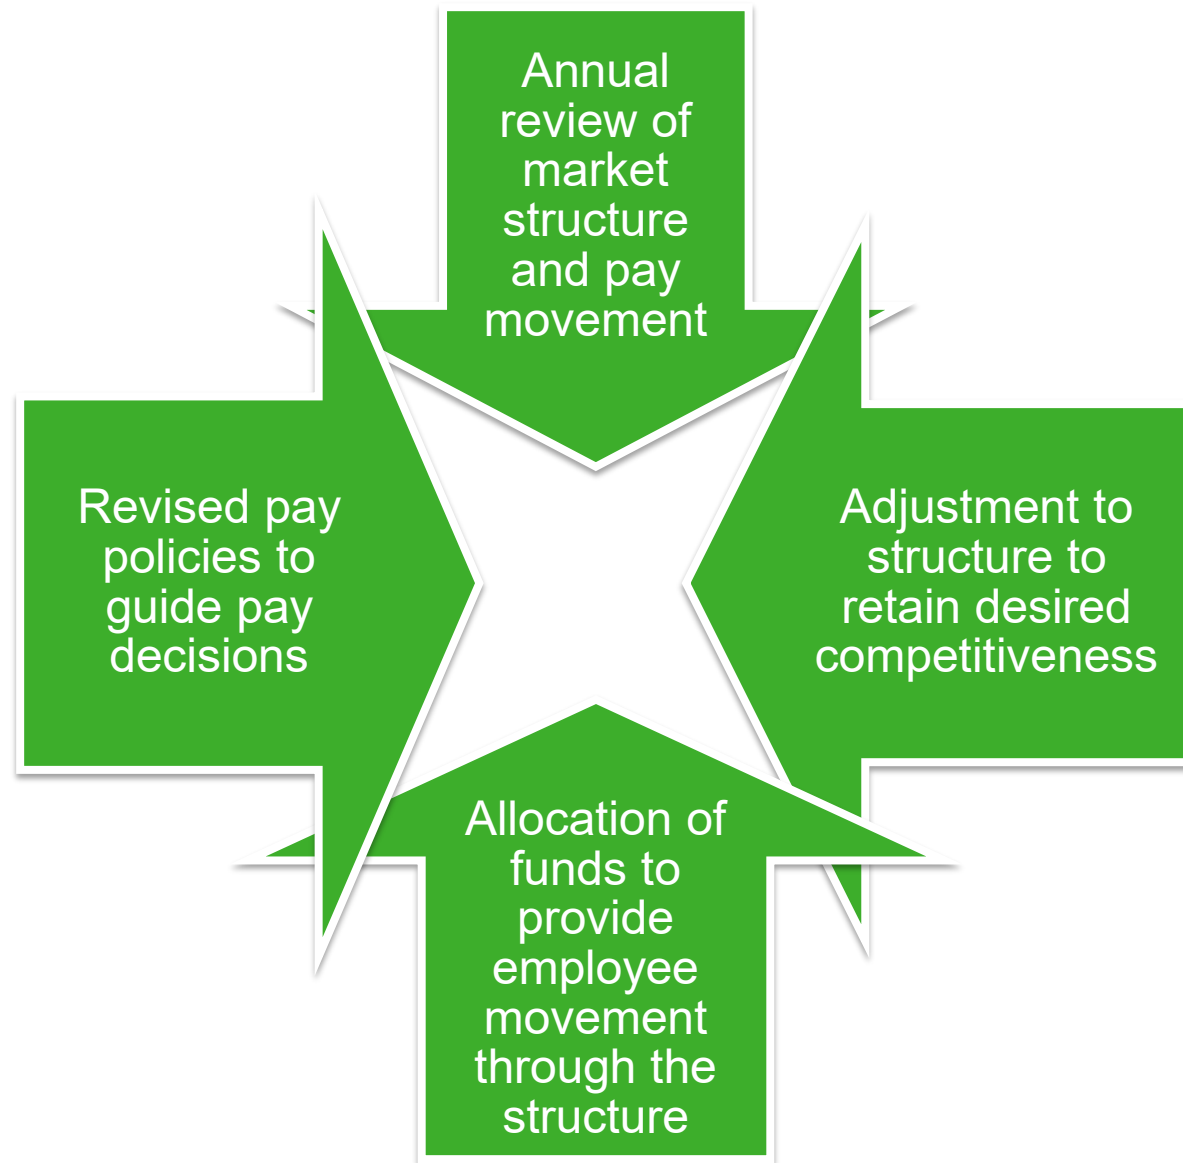 Annual
review of
market
structure
and pay
movement
Revised pay
policies to
guide pay
decisions
Adjustment to
structure to
retain desired
competitiveness
Allocation of
funds to
provide
employee
movement
through the
structure